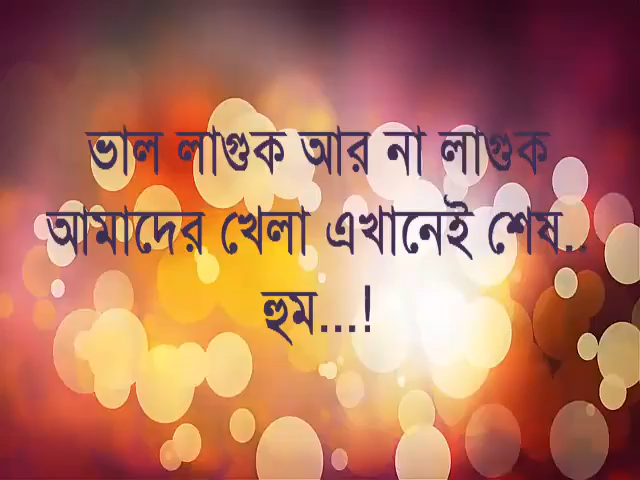 ভাল লাগুক আর না লাগুক
আমাদের খেলা এখানেই শেষ..
হুম...!